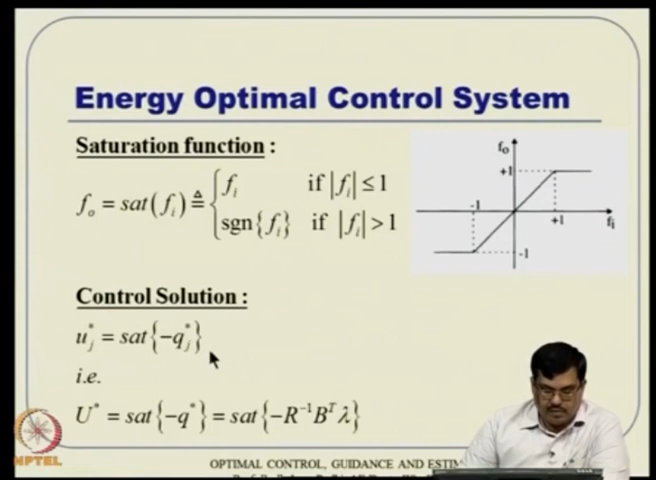 Energy Optimal Control System
Saturation function :
f_o = sat(f_i) ≜ { f_i if |f_i| ≤ 1
sgn{f_i} if |f_i| > 1
f_o
+1
-1
+1
f_i
-1
Control Solution :
u_j^* = sat{-q_j^*}
i.e.
U^* = sat{-q^*} = sat{-R^{-1} B^T λ}
NPTEL
OPTIMAL CONTROL, GUIDANCE AND